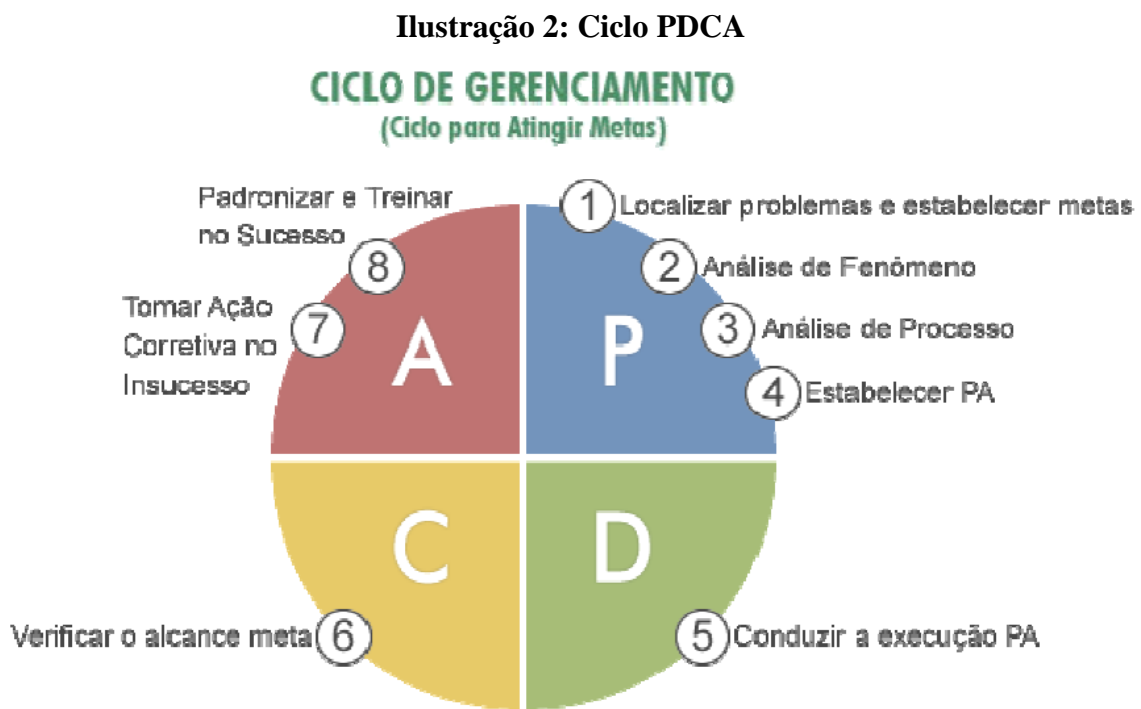 Ilustração 2: Ciclo PDCA
CICLO DE GERENCIAMENTO
(Ciclo para Atingir Metas)
Padronizar e Treinar
no Sucesso
8
Tomar Ação
Corretiva no
Insucesso
7
A
P
1 Localizar problemas e estabelecer metas
2 Análise de Fenômeno
3 Análise de Processo
4 Estabelecer PA
C
D
Verificar o alcance meta 6
5 Conduzir a execução PA